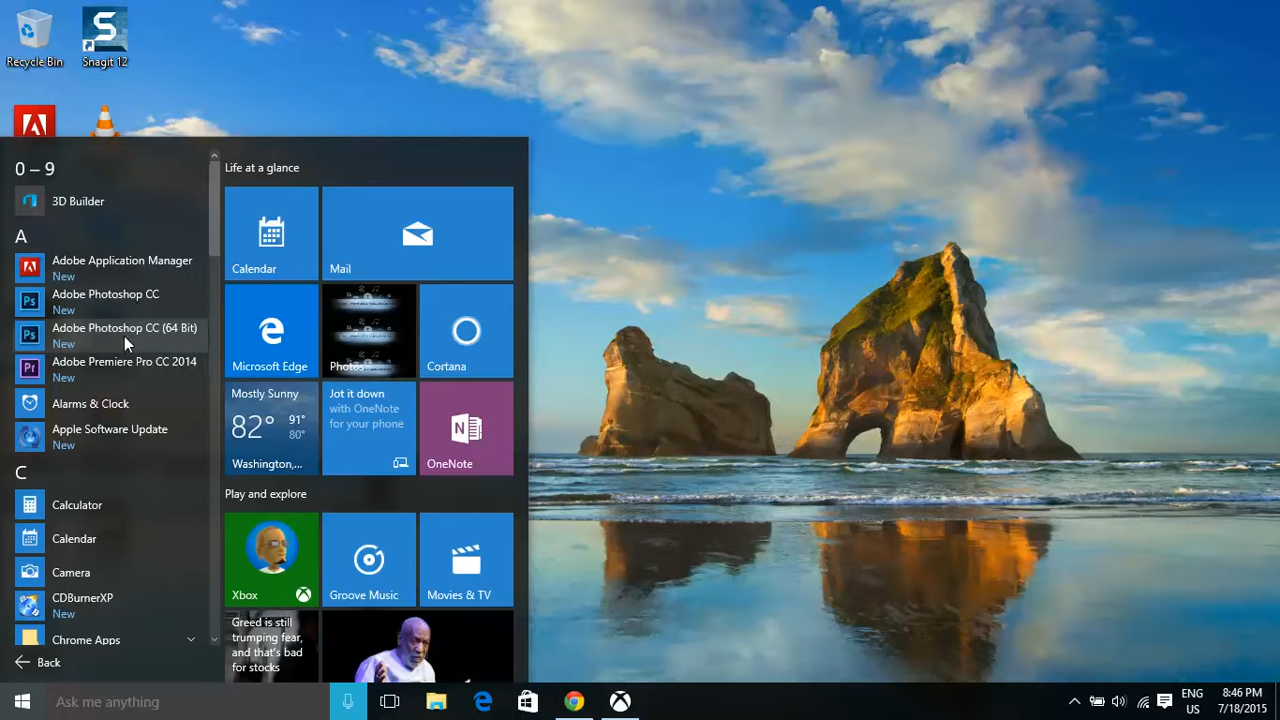 Recycle Bin
Snagit 12
0 – 9
3D Builder
A
Adobe Application Manager
New
Adobe Photoshop CC
New
Adobe Photoshop CC (64 Bit)
New
Adobe Premiere Pro CC 2014
New
Alarms & Clock
Apple Software Update
New
C
Calculator
Calendar
Camera
CDBurnerXP
New
Chrome Apps
Back
Life at a glance
Calendar
Mail
Microsoft Edge
Photos
Cortana
Mostly Sunny
82° 91°
80°
Washington,...
Jot it down
with OneNote
for your phone
OneNote
Play and explore
Xbox
Groove Music
Movies & TV
Greed is still
trumping fear,
and that's bad
for stocks
Ask me anything
ENG
US
8:46 PM
7/18/2015